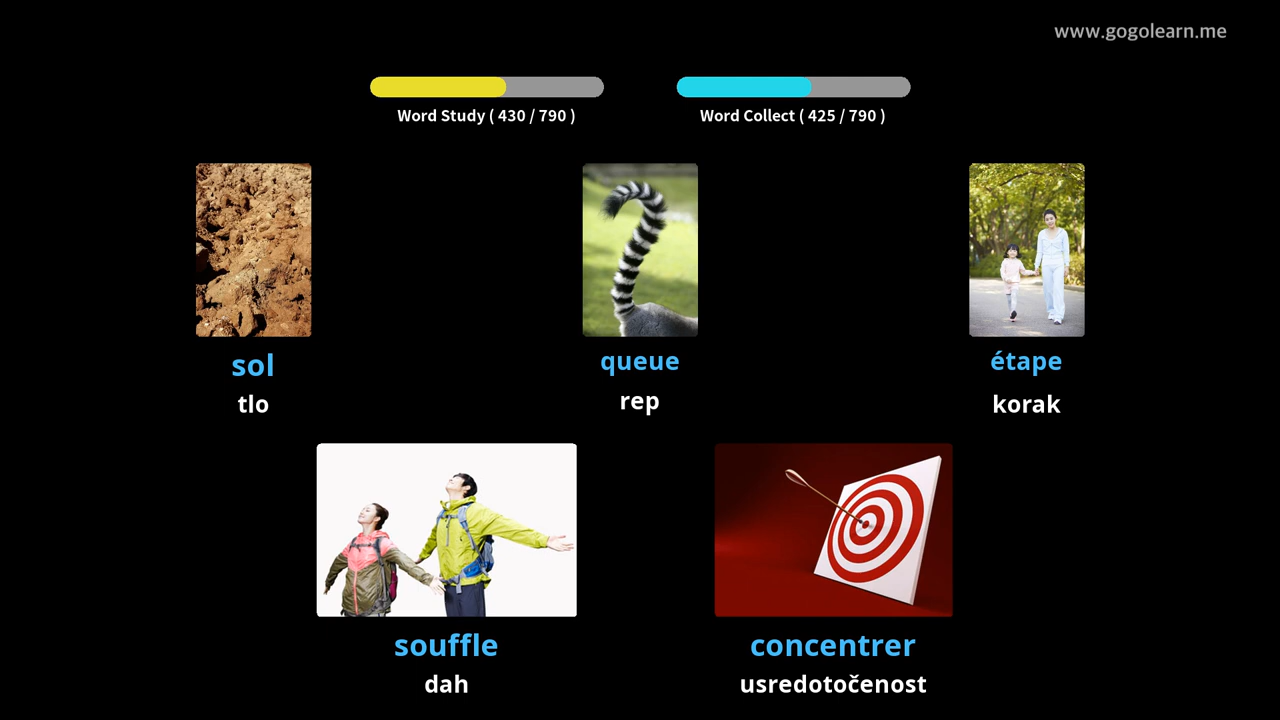 www.gogolearn.me
Word Study ( 430 / 790 )
Word Collect ( 425 / 790 )
sol
tlo
queue
rep
étape
korak
souffle
dah
concentrer
usredotočenost